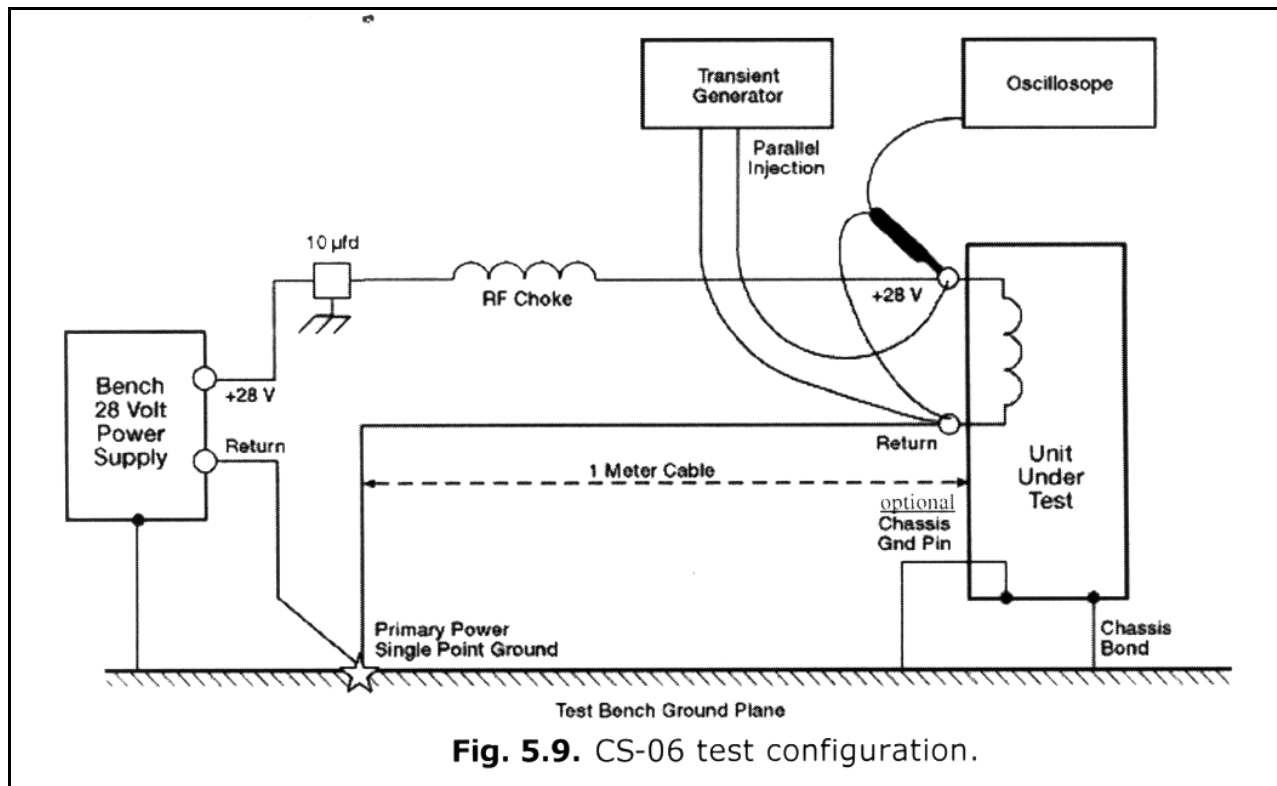 Transient
Generator
Oscillosope
Parallel
Injection
10 µfd
RF Choke
+28 V
Bench
28 Volt
Power
Supply
+28 V
Return
Return
1 Meter Cable
Unit
Under
Test
optional
Chassis
Gnd Pin
Primary Power
Single Point Ground
Chassis
Bond
Test Bench Ground Plane
Fig. 5.9. CS-06 test configuration.